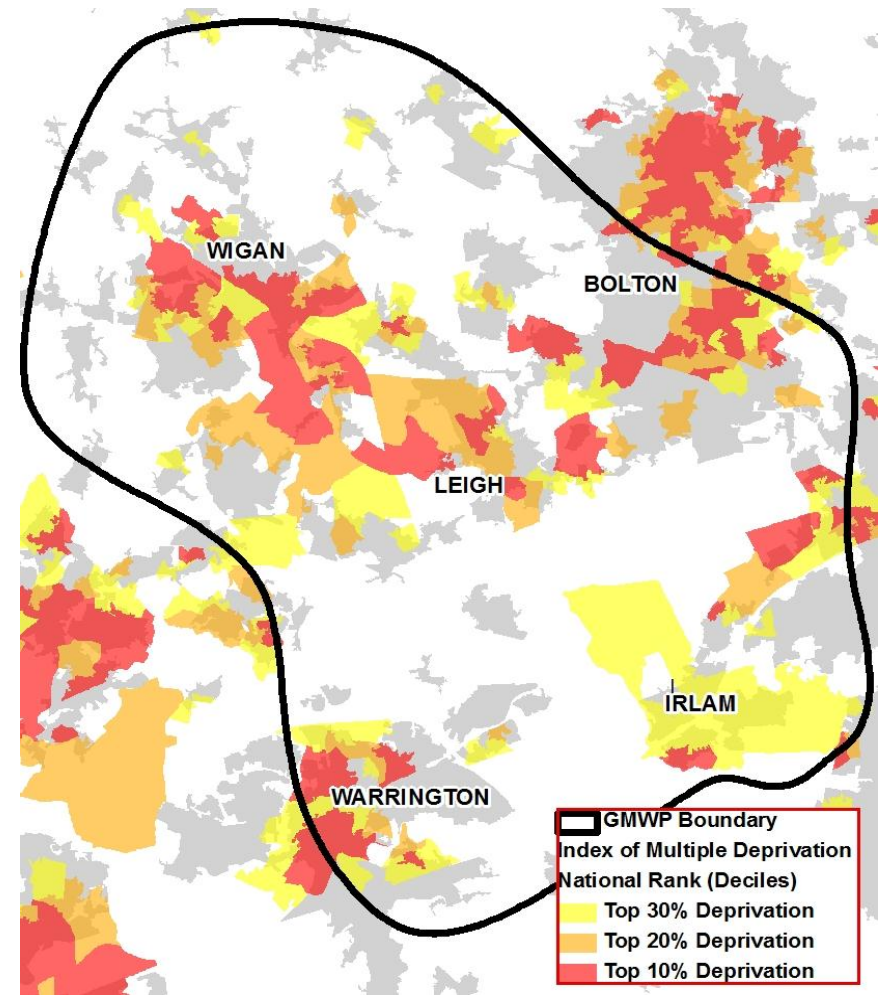 WIGAN
BOLTON
LEIGH
IRLAM
WARRINGTON
GMWP Boundary
Index of Multiple Deprivation
National Rank (Deciles)
Top 30% Deprivation
Top 20% Deprivation
Top 10% Deprivation